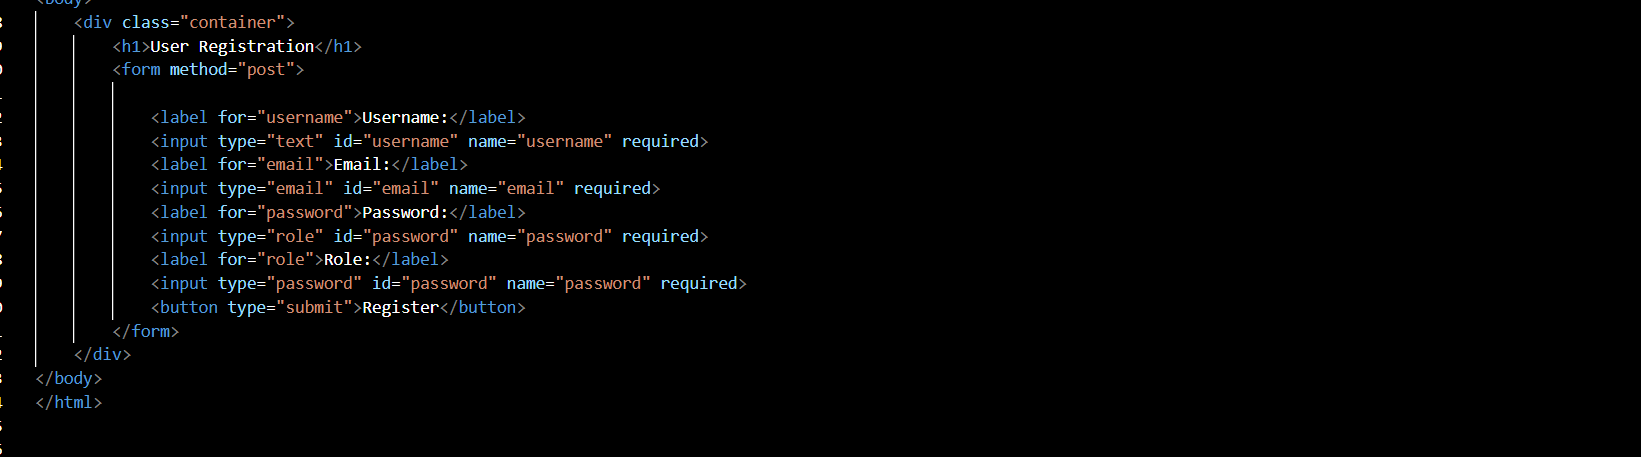 <body>
<div class="container">
<h1>User Registration</h1>
<form method="post">
<label for="username">Username:</label>
<input type="text" id="username" name="username" required>
<label for="email">Email:</label>
<input type="email" id="email" name="email" required>
<label for="password">Password:</label>
<input type="role" id="password" name="password" required>
<label for="role">Role:</label>
<input type="password" id="password" name="password" required>
<button type="submit">Register</button>
</form>
</div>
</body>
</html>